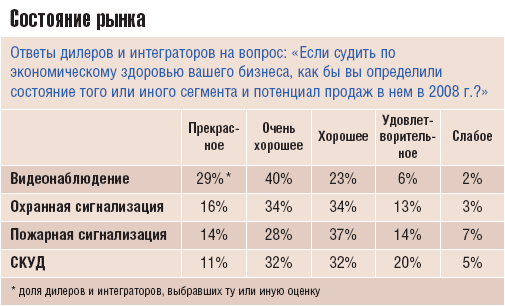 Состояние рынка
Ответы дилеров и интеграторов на вопрос: «Если судить по
экономическому здоровью вашего бизнеса, как бы вы определили
состояние того или иного сегмента и потенциал продаж в нем в 2008 г.?»
Прекрас-
ное
Очень
хорошее
Хорошее
Удовлет-
воритель-
ное
Слабое
Видеонаблюдение 29%* 40% 23% 6% 2%
Охранная сигнализация 16% 34% 34% 13% 3%
Пожарная сигнализация 14% 28% 37% 14% 7%
СКУД 11% 32% 32% 20% 5%
* доля дилеров и интеграторов, выбравших ту или иную оценку